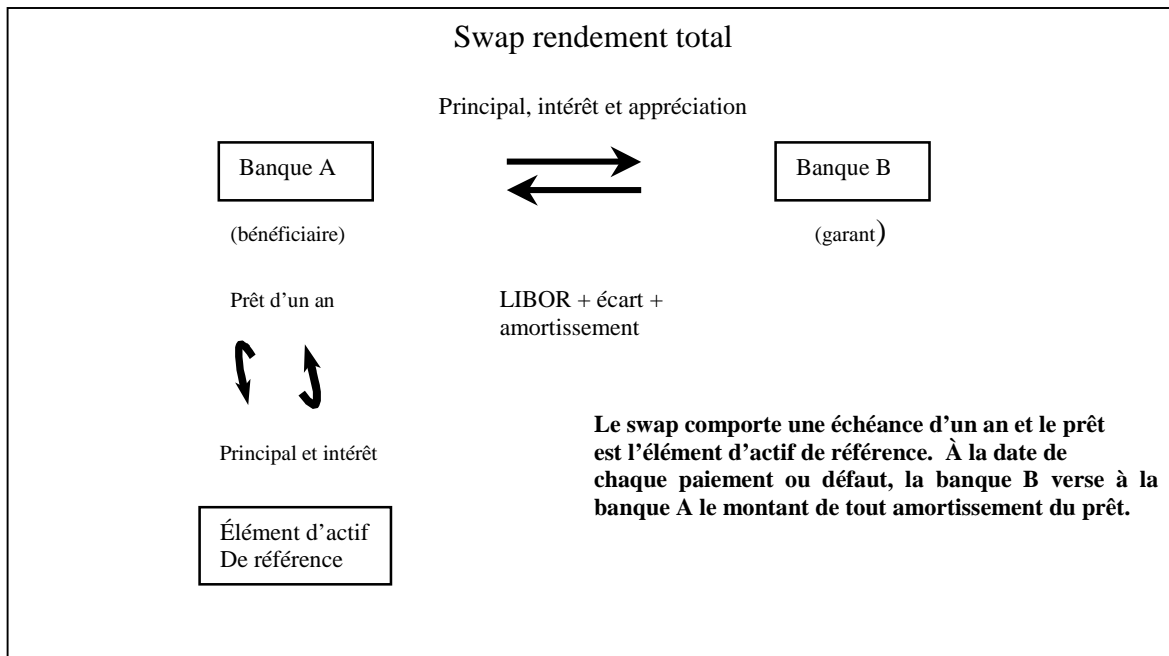 Swap rendement total
Principal, intérêt et appréciation
Banque A
Banque B
(bénéficiaire)
(garant)
Prêt d'un an
LIBOR + écart +
amortissement
Principal et intérêt
Le swap comporte une échéance d'un an et le prêt
est l'élément d'actif de référence. À la date de
chaque paiement ou défaut, la banque B verse à la
banque A le montant de tout amortissement du prêt.
Élément d'actif
De référence